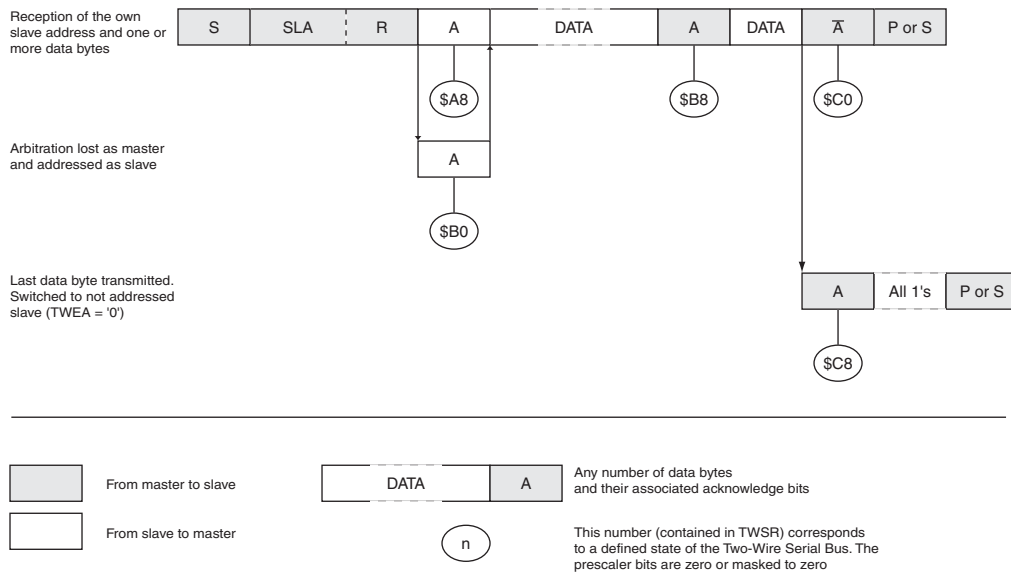 Reception of the own
slave address and one or
more data bytes
S SLA R A DATA A DATA A̅ P or S
$A8 $B8 $C0
Arbitration lost as master
and addressed as slave
A
$B0
Last data byte transmitted.
Switched to not addressed
slave (TWEA = '0')
A All 1's P or S
$C8
From master to slave
From slave to master
DATA A
Any number of data bytes
and their associated acknowledge bits
n
This number (contained in TWSR) corresponds
to a defined state of the Two-Wire Serial Bus. The
prescaler bits are zero or masked to zero